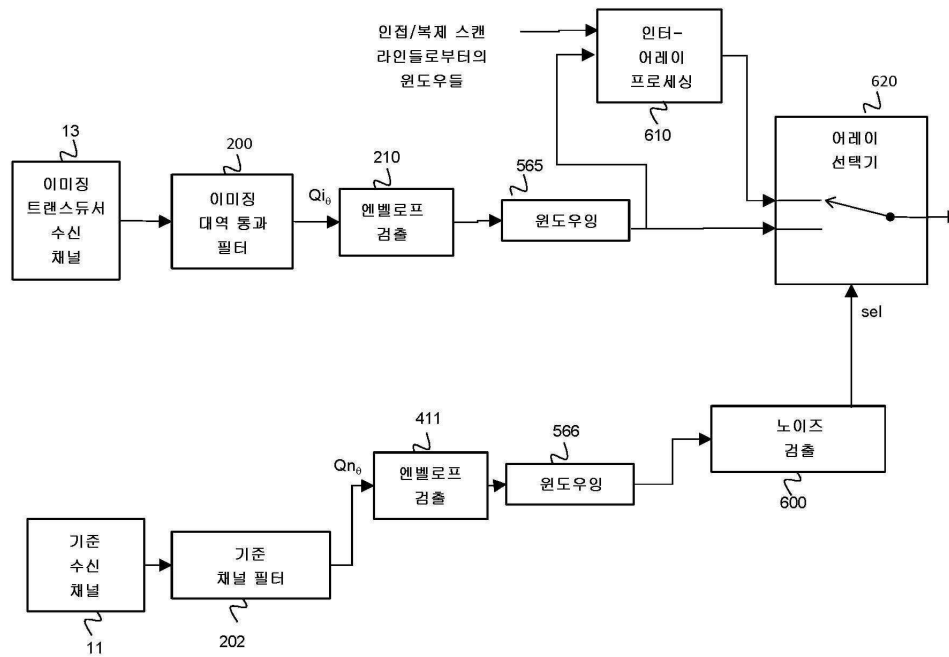 인접/복제 스캔
라인들로부터의
윈도우들
인터-
어레이
프로세싱
610
620
어레이
선택기
13
이미징
트랜스듀서
수신
채널
200
이미징
대역 통과
필터
Qiθ
210
엔벨로프
검출
565
윈도우잉
sel
411
Qnθ
엔벨로프
검출
566
윈도우잉
노이즈
검출
600
기준
수신
채널
11
기준
채널 필터
202